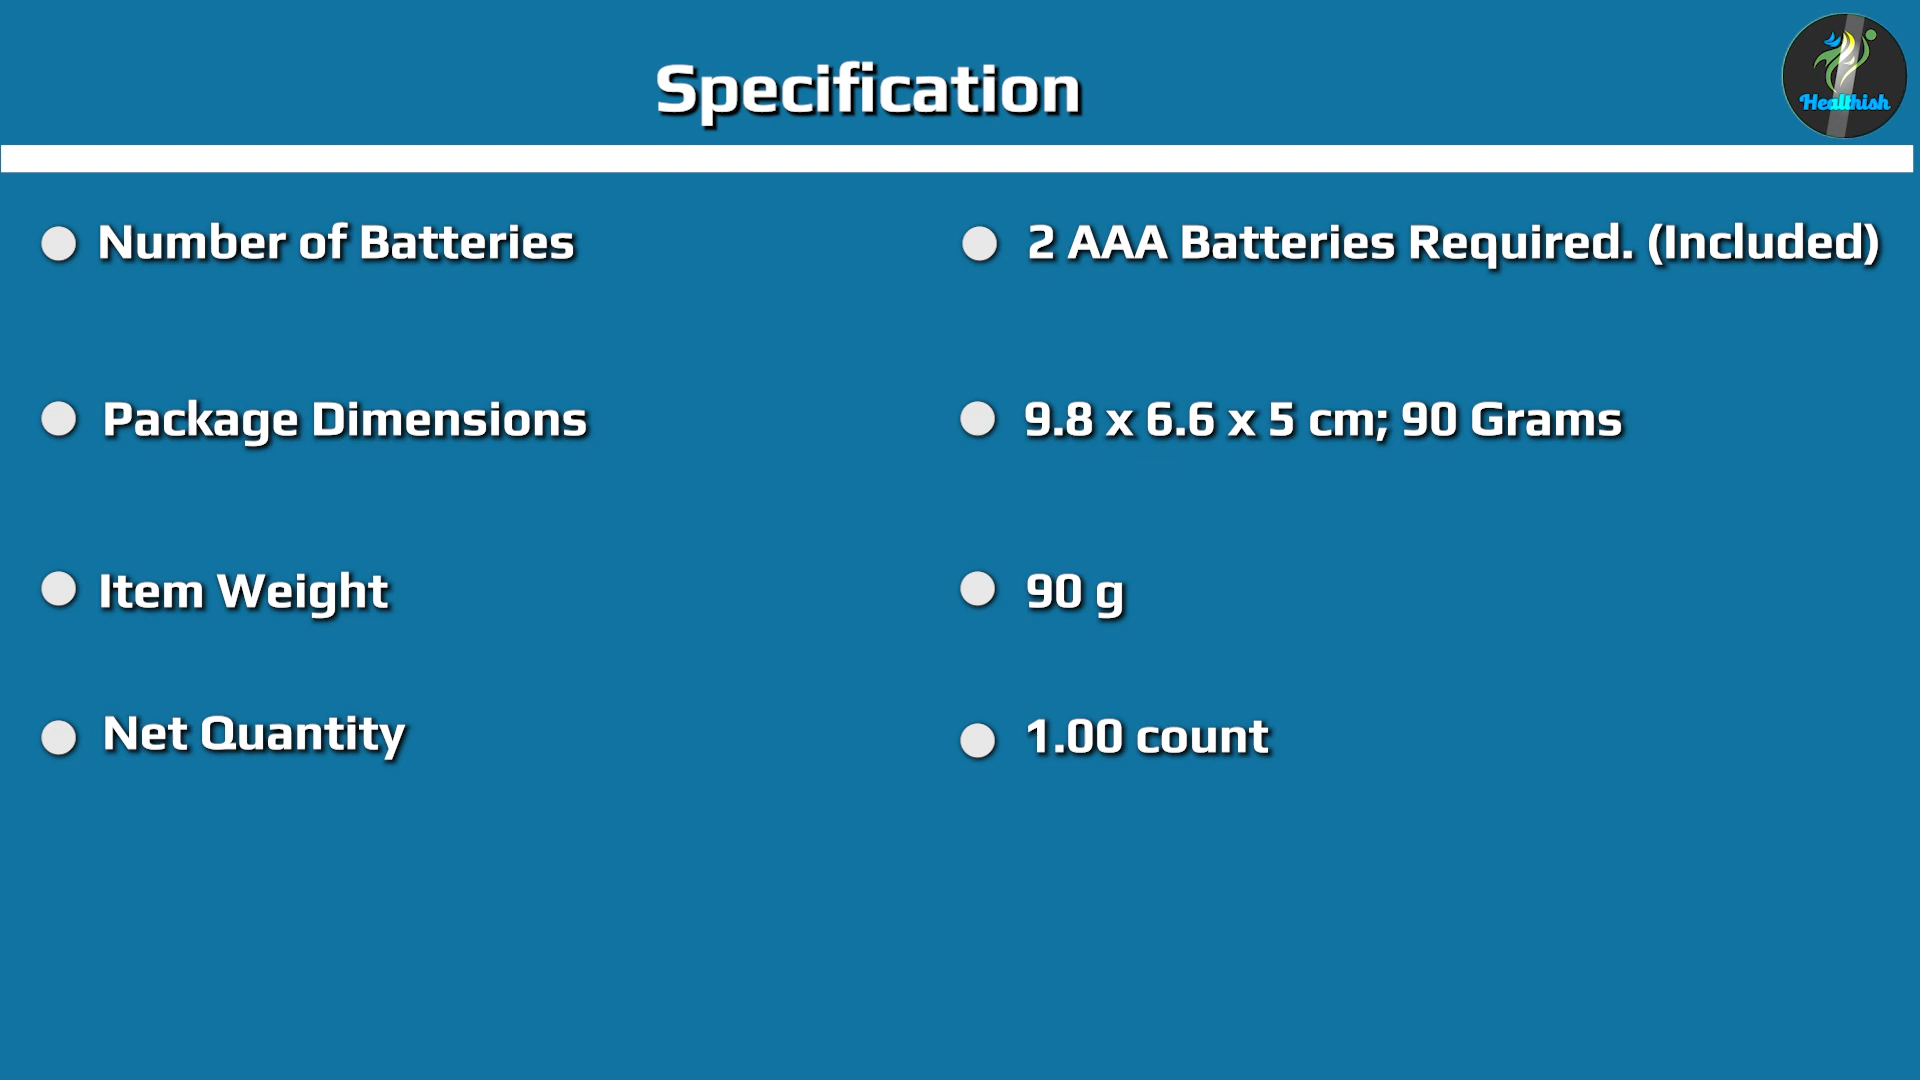 Specification
Healthish
Number of Batteries
2 AAA Batteries Required. (Included)
Package Dimensions
9.8 x 6.6 x 5 cm; 90 Grams
Item Weight
90 g
Net Quantity
1.00 count